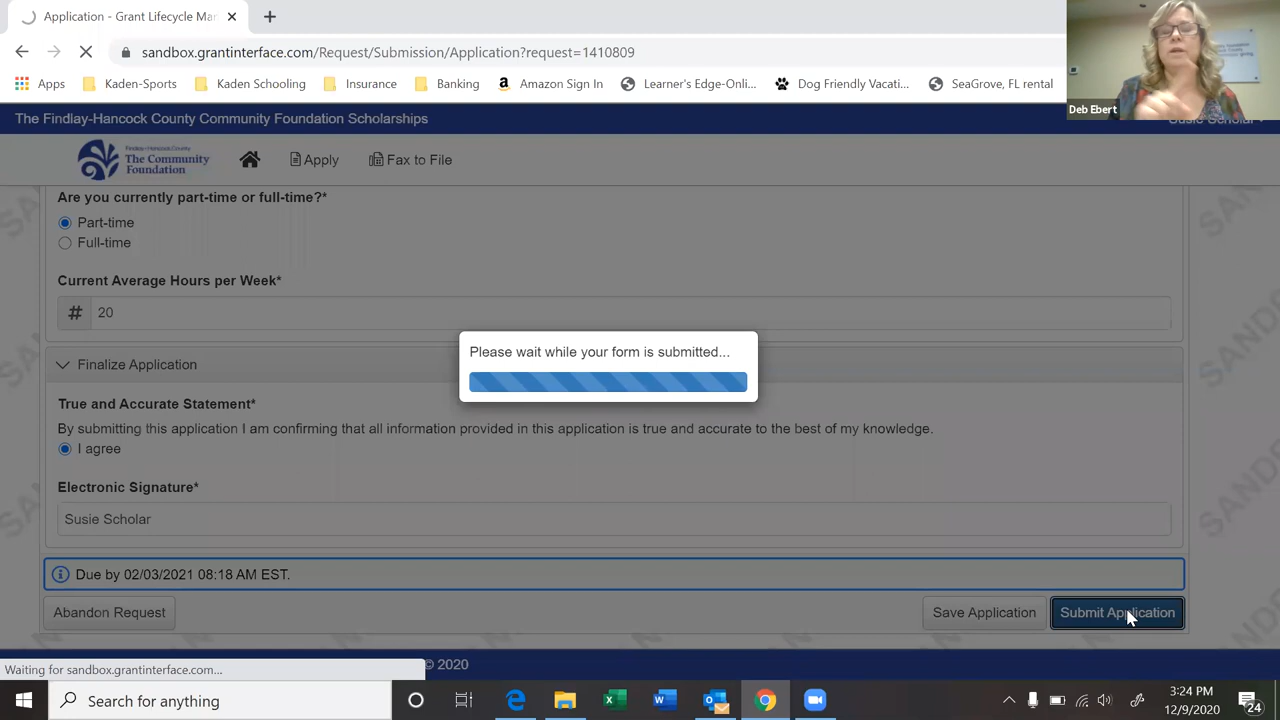 Application - Grant Lifecycle Mar
sandbox.grantinterface.com/Request/Submission/Application?request=1410809
Apps Kaden-Sports Kaden Schooling Insurance Banking Amazon Sign In Learner's Edge-Onli... Dog Friendly Vacati... SeaGrove, FL rental
Deb Ebert
The Findlay-Hancock County Community Foundation Scholarships
Susie Scholar
Findlay-Hancock County
The Community
Foundation
Apply Fax to File
Are you currently part-time or full-time?*
Part-time
Full-time
Current Average Hours per Week*
# 20
Please wait while your form is submitted...
Finalize Application
True and Accurate Statement*
By submitting this application I am confirming that all information provided in this application is true and accurate to the best of my knowledge.
I agree
Electronic Signature*
Susie Scholar
Due by 02/03/2021 08:18 AM EST.
Abandon Request Save Application Submit Application
Waiting for sandbox.grantinterface.com... © 2020
Search for anything
3:24 PM
12/9/2020
24